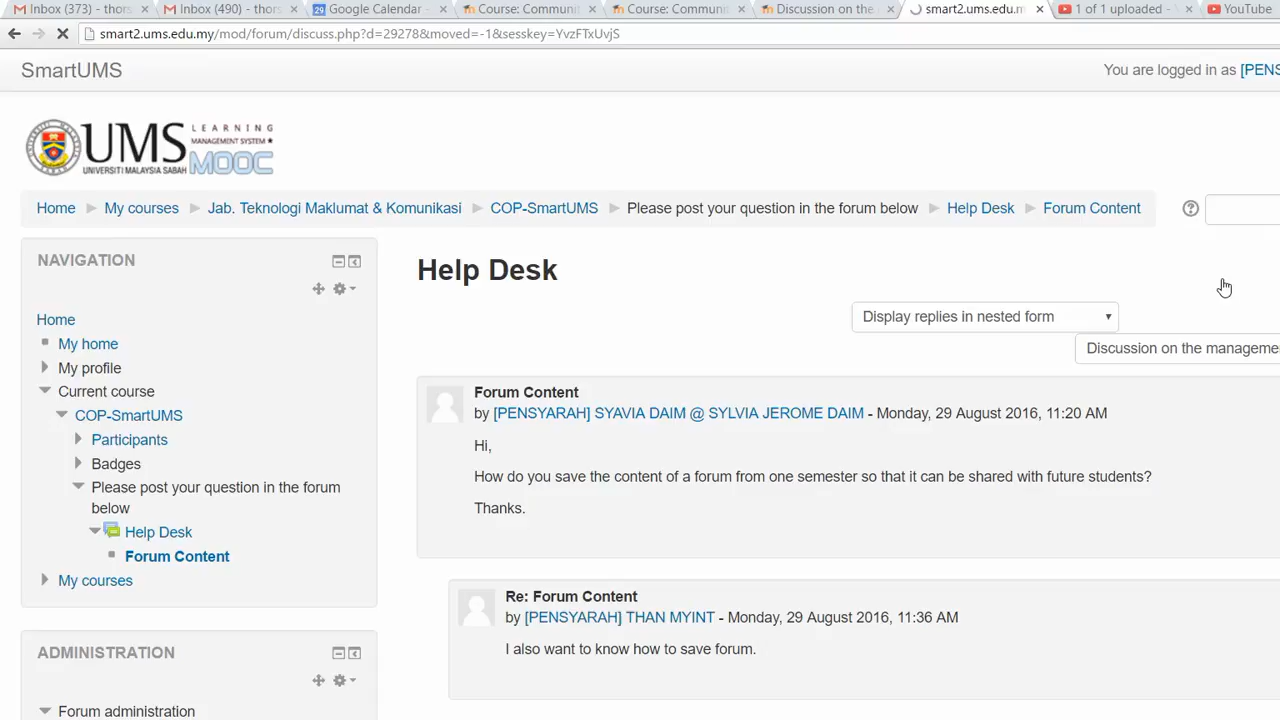 Inbox (373) - thors
Inbox (490) - thors
Google Calendar -
Course: Communi
Course: Commun
Discussion on the
smart2.ums.edu.m
1 of 1 uploaded -
YouTube
smart2.ums.edu.my/mod/forum/discuss.php?d=29278&moved=-1&sesskey=YvzFTxUvjS
SmartUMS
You are logged in as [PENS
UMS LEARNING MANAGEMENT SYSTEM
UNIVERSITI MALAYSIA SABAH MOOC
Home My courses Jab. Teknologi Maklumat & Komunikasi COP-SmartUMS Please post your question in the forum below Help Desk Forum Content
NAVIGATION
Home
My home
My profile
Current course
COP-SmartUMS
Participants
Badges
Please post your question in the forum
below
Help Desk
Forum Content
My courses
ADMINISTRATION
Forum administration
Help Desk
Display replies in nested form
Discussion on the manageme
Forum Content
by [PENSYARAH] SYAVIA DAIM @ SYLVIA JEROME DAIM - Monday, 29 August 2016, 11:20 AM
Hi,
How do you save the content of a forum from one semester so that it can be shared with future students?
Thanks.
Re: Forum Content
by [PENSYARAH] THAN MYINT - Monday, 29 August 2016, 11:36 AM
I also want to know how to save forum.